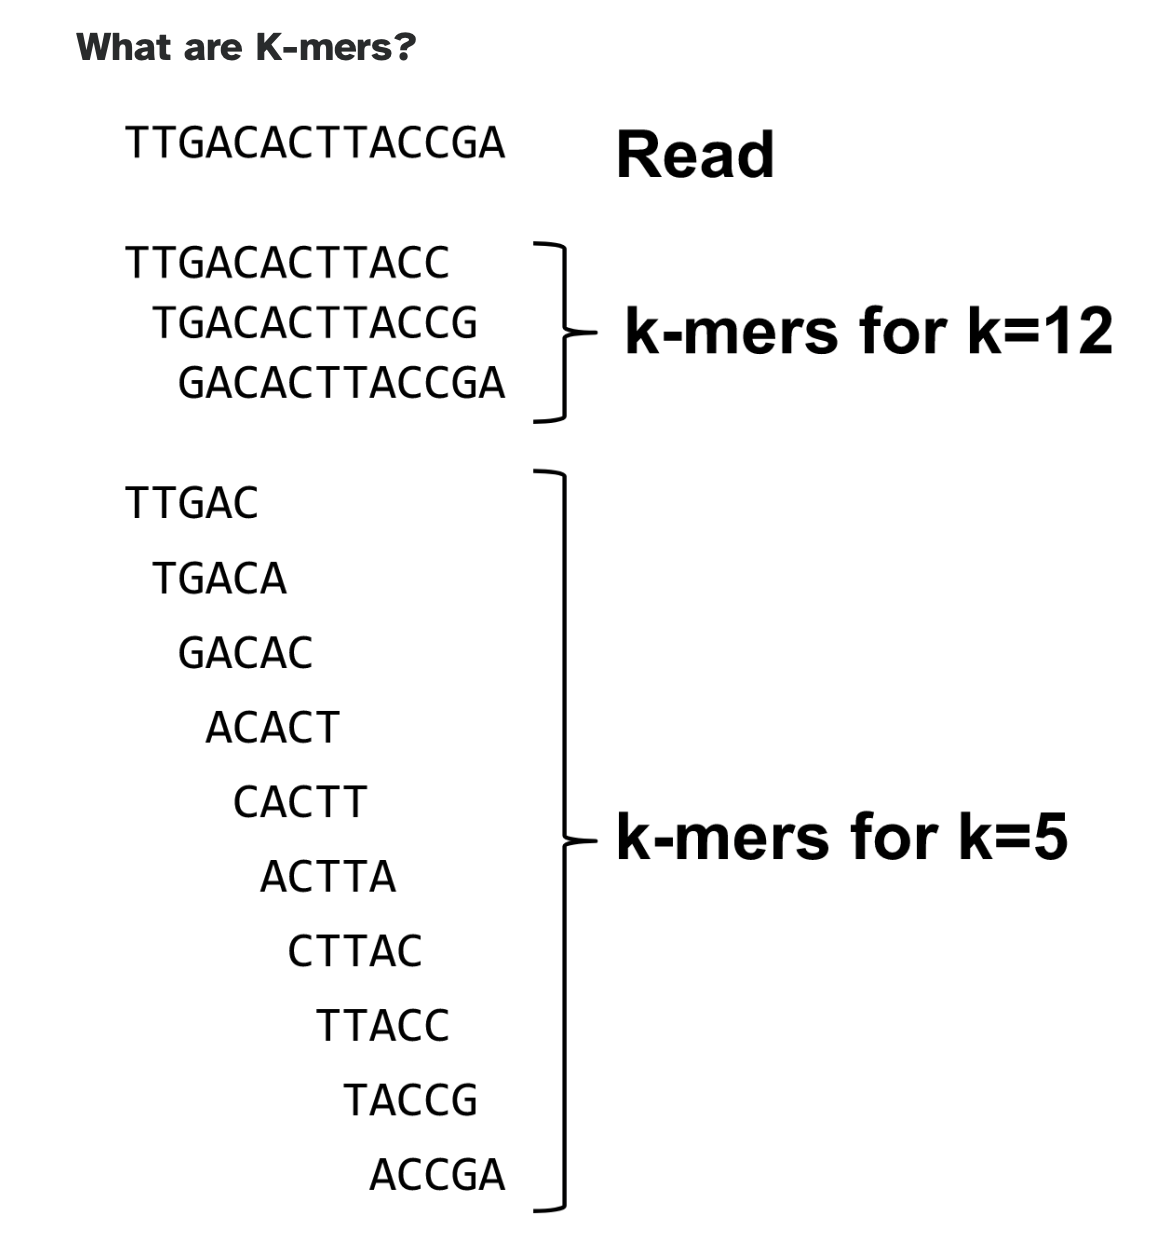 What are K-mers?
TTGACACTTACCGA Read
TTGACACTTACC
TGACACTTACCG
GACACTTACCGA
k-mers for k=12
TTGAC
TGACA
GACAC
ACACT
CACTT
ACTTA
CTTAC
TTACC
TACCG
ACCGA
k-mers for k=5